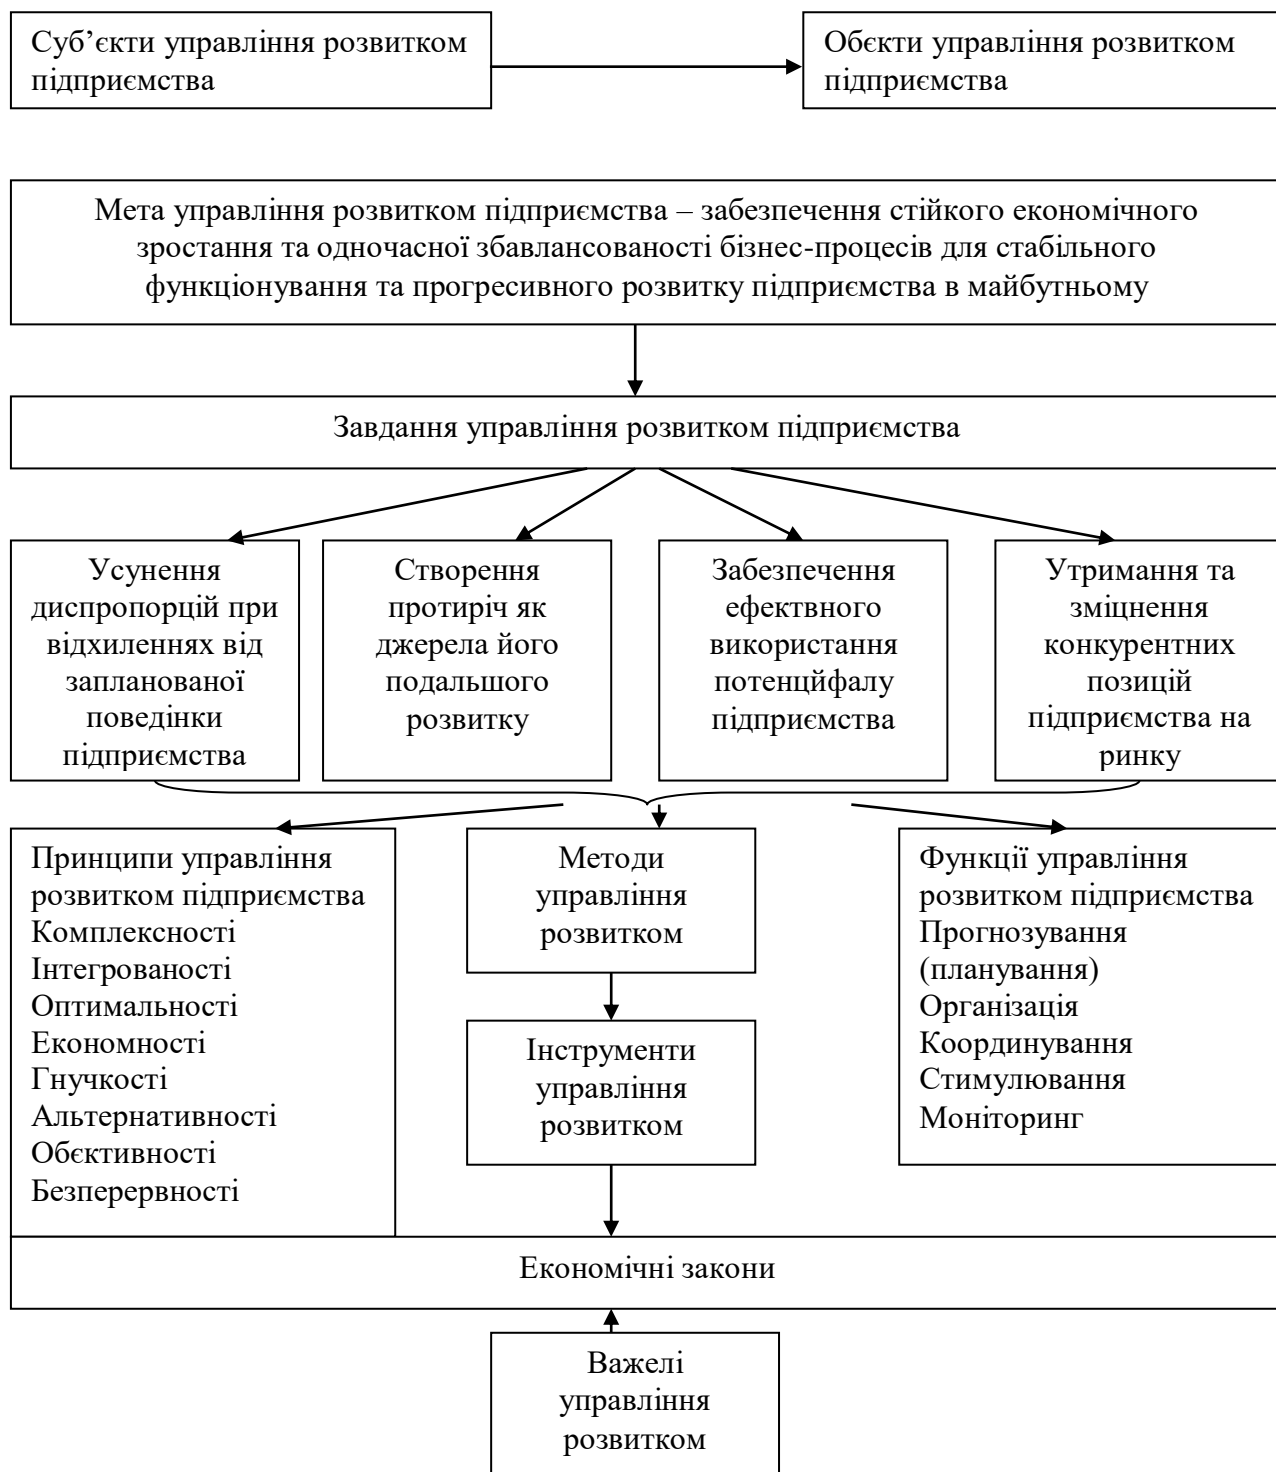 Суб’єкти управління розвитком
підприємства
Обєкти управління розвитком
підприємства
Мета управління розвитком підприємства – забезпечення стійкого економічного
зростання та одночасної збавлансованості бізнес-процесів для стабільного
функціонування та прогресивного розвитку підприємства в майбутньому
Завдання управління розвитком підприємства
Усунення
диспропорцій при
відхиленнях від
запланованої
поведінки
підприємства
Створення
протиріч як
джерела його
подальшого
розвитку
Забезпечення
ефектвного
використання
потенцйфалу
підприємства
Утримання та
зміцнення
конкурентних
позицій
підприємства на
ринку
Принципи управління
розвитком підприємства
Комплексності
Інтегрованості
Оптимальності
Економності
Гнучкості
Альтернативності
Обєктивності
Безперервності
Методи
управління
розвитком
Інструменти
управління
розвитком
Функції управління
розвитком підприємства
Прогнозування
(планування)
Організація
Координування
Стимулювання
Моніторинг
Економічні закони
Важелі
управління
розвитком